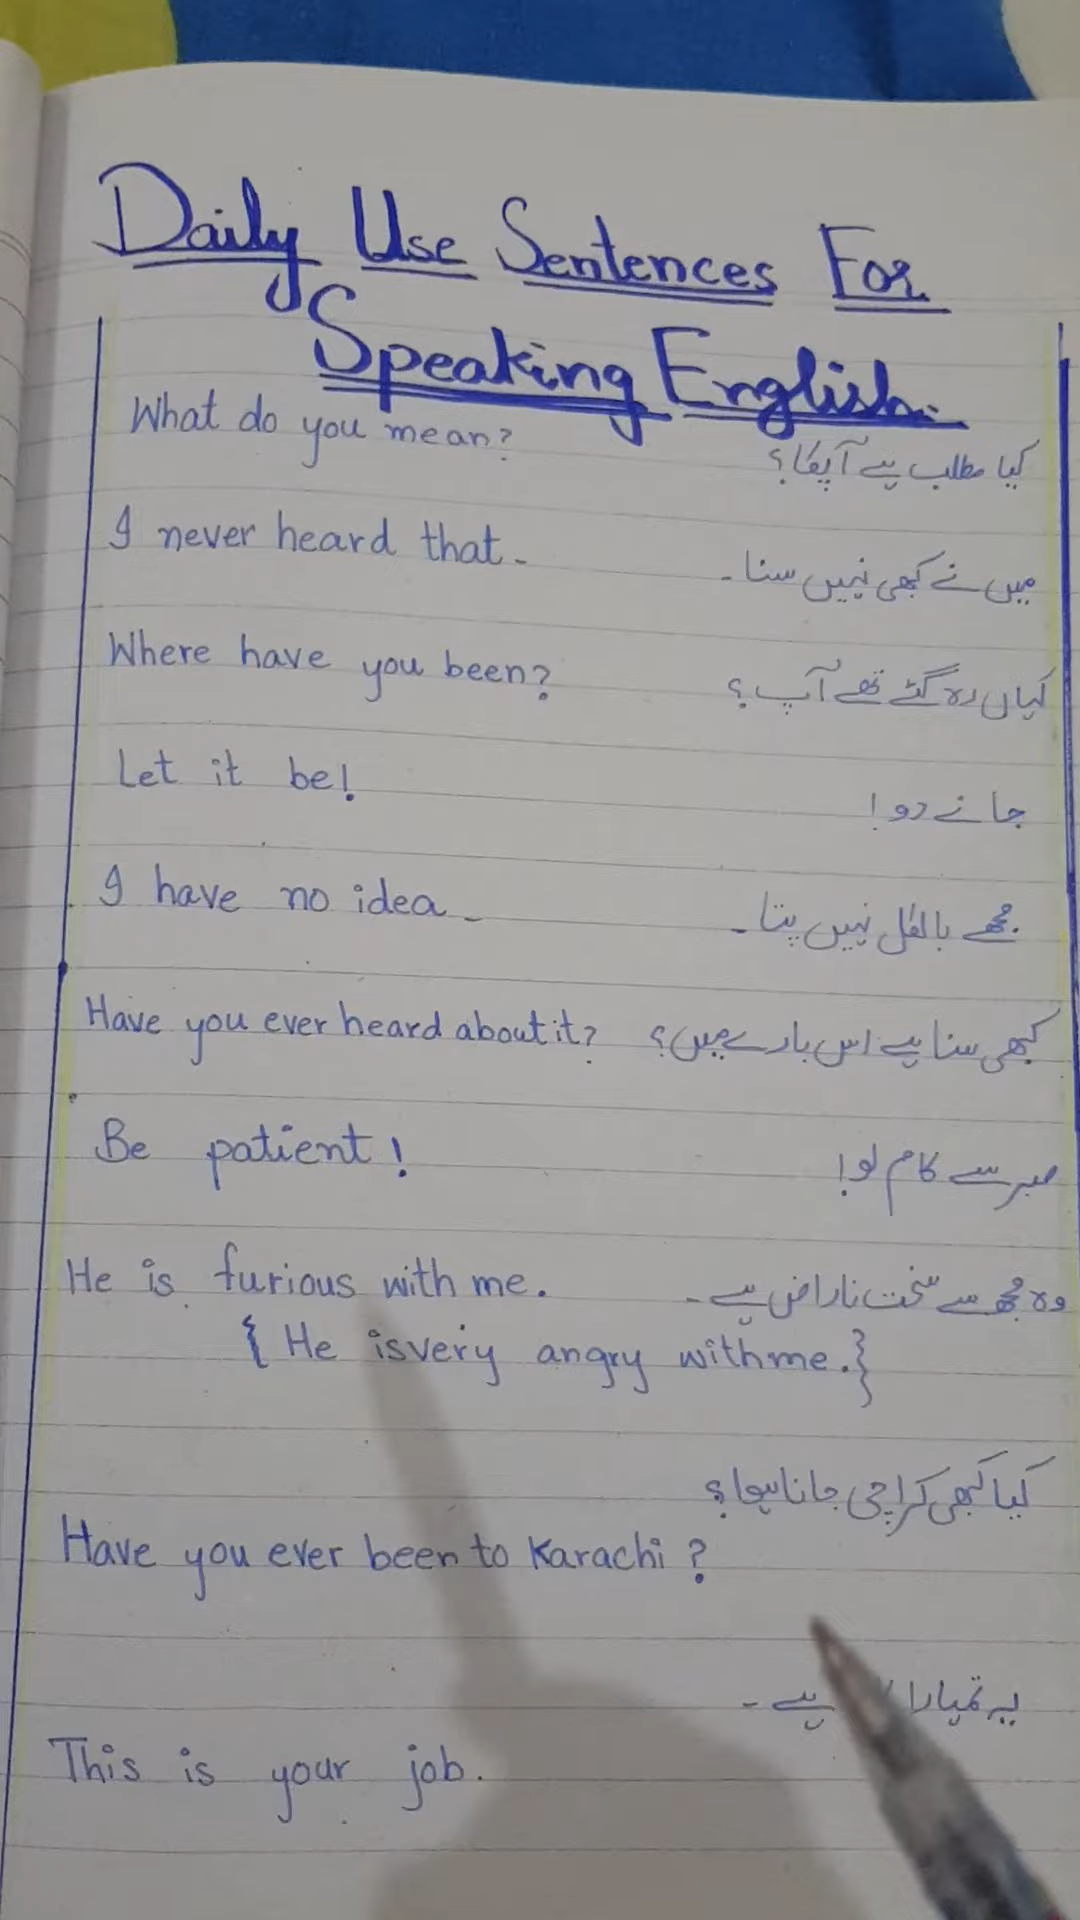 Daily Use Sentences For
Speaking English.
What do you mean?
کیا مطلب ہے آپکا؟
I never heard that.
میں نے کبھی نہیں سنا۔
Where have you been?
کہاں رہ گئے تھے آپ؟
Let it be!
جانے دو!
I have no idea.
مجھے بالکل نہیں پتا۔
Have you ever heard about it? کبھی سنا ہے اس بارے میں؟
Be patient!
صبر سے کام لو!
He is furious with me.
وہ مجھ سے سخت ناراض ہے۔
{ He is very angry with me.}
کیا کبھی کراچی جانا ہوا؟
Have you ever been to Karachi?
یہ تمہارا ہے۔
This is your job.